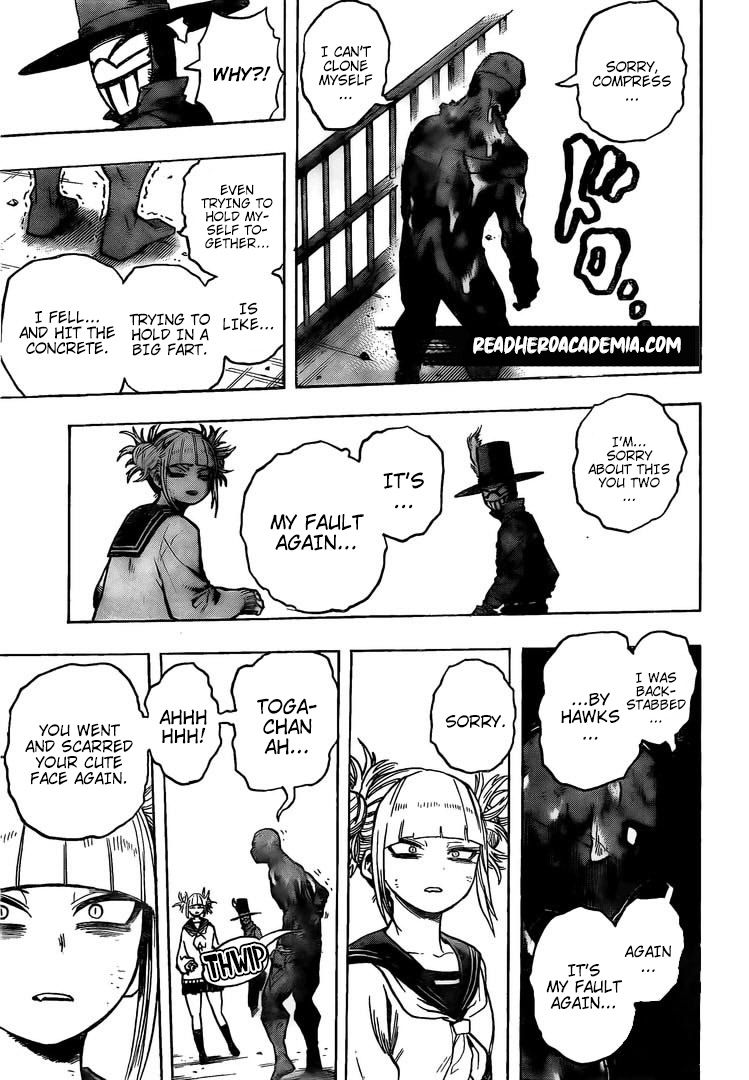 SORRY,
COMPRESS
...
I CAN'T
CLONE
MYSELF
...
ドロ...
READHEROACADEMIA.COM
WHY?!
EVEN
TRYING TO
HOLD MY-
SELF TO-
GETHER...
IS
LIKE...
TRYING TO
HOLD IN A
BIG FART.
I FELL...
AND HIT THE
CONCRETE.
I'M...
SORRY
ABOUT THIS
YOU TWO
...
IT'S
...
MY FAULT
AGAIN...
I WAS
BACK-
STABBED
...
...BY
HAWKS
...
AGAIN
...
IT'S
MY FAULT
AGAIN...
SORRY.
TOGA-
CHAN
AH...
THWIP
AHHH
HHH!
YOU WENT
AND SCARRED
YOUR CUTE
FACE AGAIN.